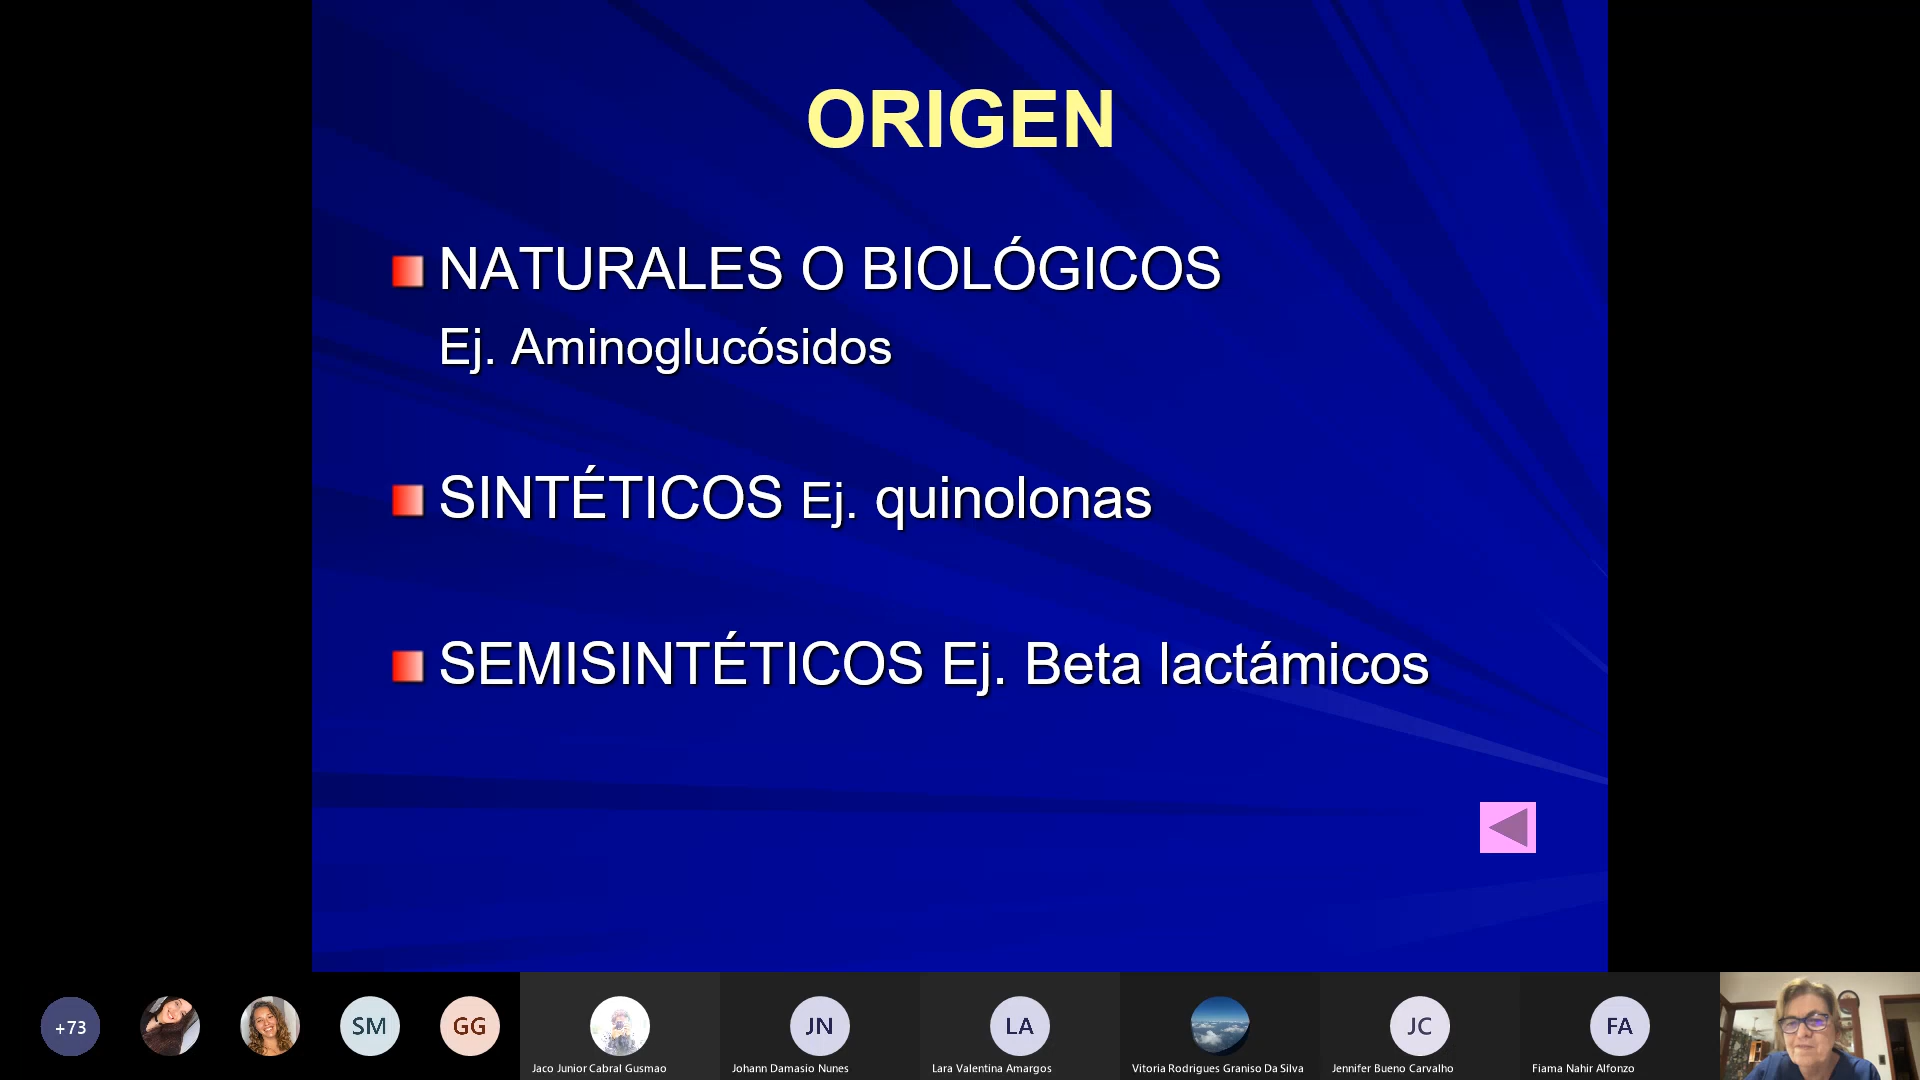 ORIGEN
NATURALES O BIOLÓGICOS
Ej. Aminoglucósidos
SINTÉTICOS Ej. quinolonas
SEMISINTÉTICOS Ej. Beta lactámicos
+73
SM
GG
JN
LA
JC
FA
Jaco Junior Cabral Gusmao
Johann Damasio Nunes
Lara Valentina Amargos
Vitoria Rodrigues Graniso Da Silva
Jennifer Bueno Carvalho
Fiama Nahir Alfonzo